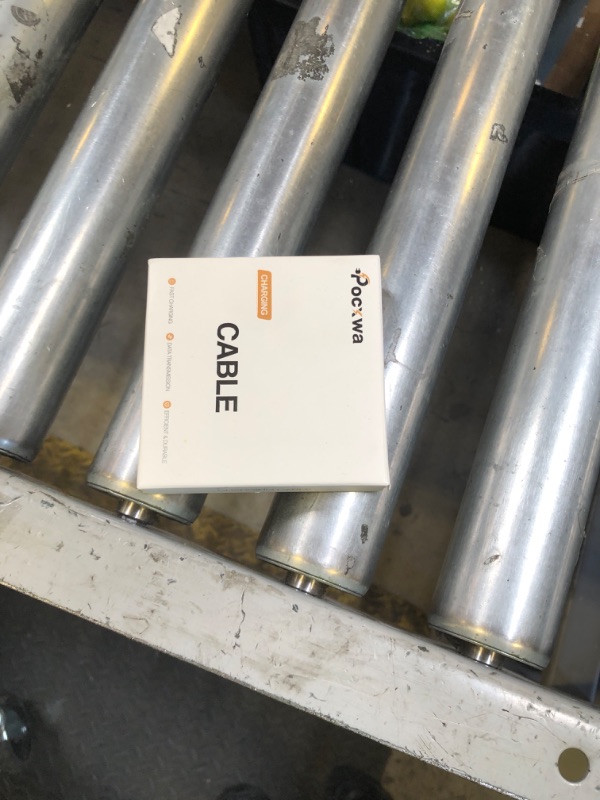 Pocxwa
CHARGING
CABLE
FAST CHARGING
DATA TRANSMISSION
EFFICIENT & DURABLE